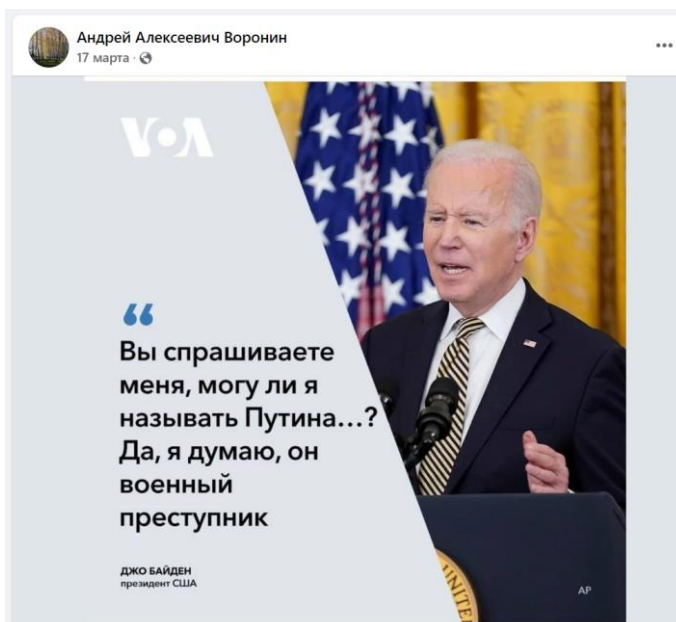 Андрей Алексеевич Воронин
17 марта ·
VOA
“
Вы спрашиваете
меня, могу ли я
называть Путина...?
Да, я думаю, он
военный
преступник
ДЖО БАЙДЕН
президент США
UNITE
AP